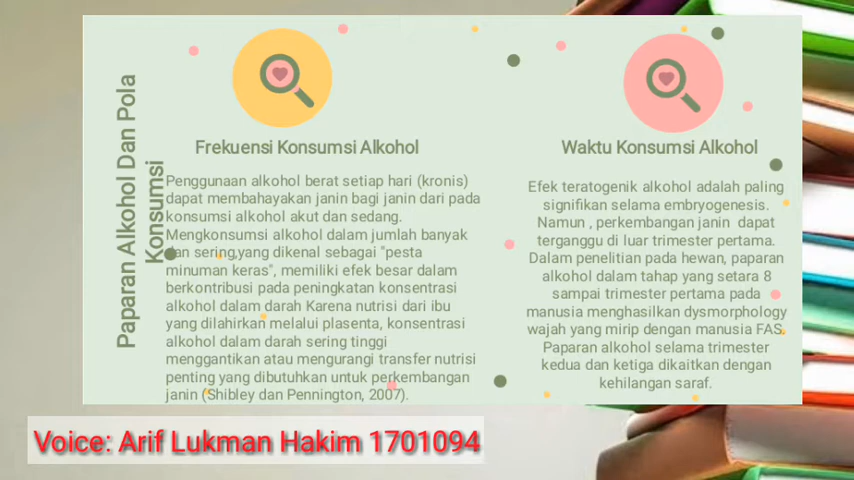 Paparan Alkohol Dan Pola
Konsumsi
Frekuensi Konsumsi Alkohol
Penggunaan alkohol berat setiap hari (kronis)
dapat membahayakan janin bagi janin dari pada
konsumsi alkohol akut dan sedang.
Mengkonsumsi alkohol dalam jumlah banyak
dan sering,yang dikenal sebagai "pesta
minuman keras", memiliki efek besar dalam
berkontribusi pada peningkatan konsentrasi
alkohol dalam darah Karena nutrisi dari ibu
yang dilahirkan melalui plasenta, konsentrasi
alkohol dalam darah sering tinggi
menggantikan atau mengurangi transfer nutrisi
penting yang dibutuhkan untuk perkembangan
janin (Shibley dan Pennington, 2007).
Waktu Konsumsi Alkohol
Efek teratogenik alkohol adalah paling
signifikan selama embryogenesis.
Namun , perkembangan janin dapat
terganggu di luar trimester pertama.
Dalam penelitian pada hewan, paparan
alkohol dalam tahap yang setara 8
sampai trimester pertama pada
manusia menghasilkan dysmorphology
wajah yang mirip dengan manusia FAS.
Paparan alkohol selama trimester
kedua dan ketiga dikaitkan dengan
kehilangan saraf.
Voice: Arif Lukman Hakim 1701094